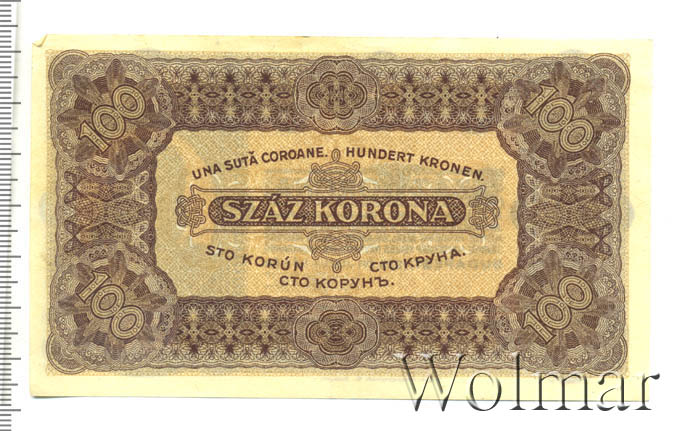 100 100
UNA SUTĂ COROANE. HUNDERT KRONEN.
SZÁZ KORONA
STO KORÚN СТО КРУНА.
СТО КОРУНЪ.
100 100
Wolmar